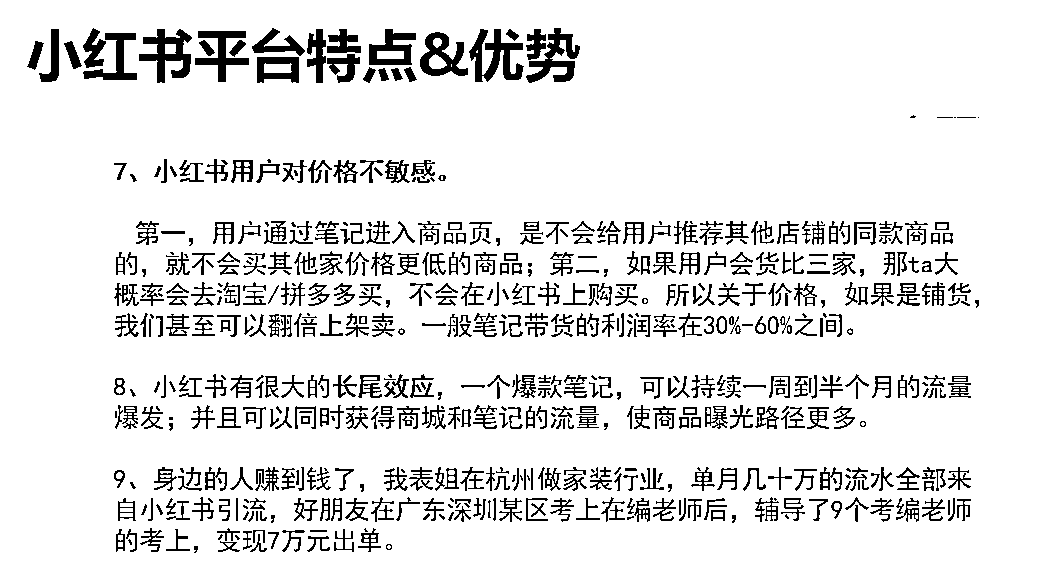 小红书平台特点&优势
7、小红书用户对价格不敏感。
第一，用户通过笔记进入商品页，是不会给用户推荐其他店铺的同款商品
的，就不会买其他家价格更低的商品；第二，如果用户会货比三家，那ta大
概率会去淘宝/拼多多买，不会在小红书上购买。所以关于价格，如果是铺货，
我们甚至可以翻倍上架卖。一般笔记带货的利润率在30%-60%之间。
8、小红书有很大的长尾效应，一个爆款笔记，可以持续一周到半个月的流量
爆发；并且可以同时获得商城和笔记的流量，使商品曝光路径更多。
9、身边的人赚到钱了，我表姐在杭州做家装行业，单月几十万的流水全部来
自小红书引流，好朋友在广东深圳某区考上在编老师后，辅导了9个考编老师
的考上，变现7万元出单。